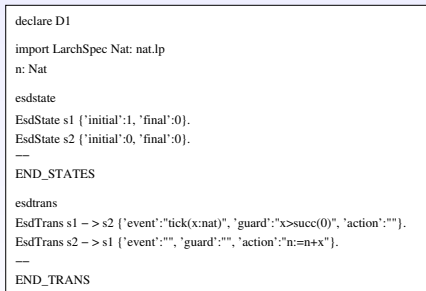 declare D1
import LarchSpec Nat: nat.lp
n: Nat
esdstate
EsdState s1 {'initial':1, 'final':0}.
EsdState s2 {'initial':0, 'final':0}.
−−
END_STATES
esdtrans
EsdTrans s1 − > s2 {'event':"tick(x:nat)", 'guard':"x>succ(0)", 'action':""}.
EsdTrans s2 − > s1 {'event':"", 'guard':"", 'action':"n:=n+x"}.
−−
END_TRANS